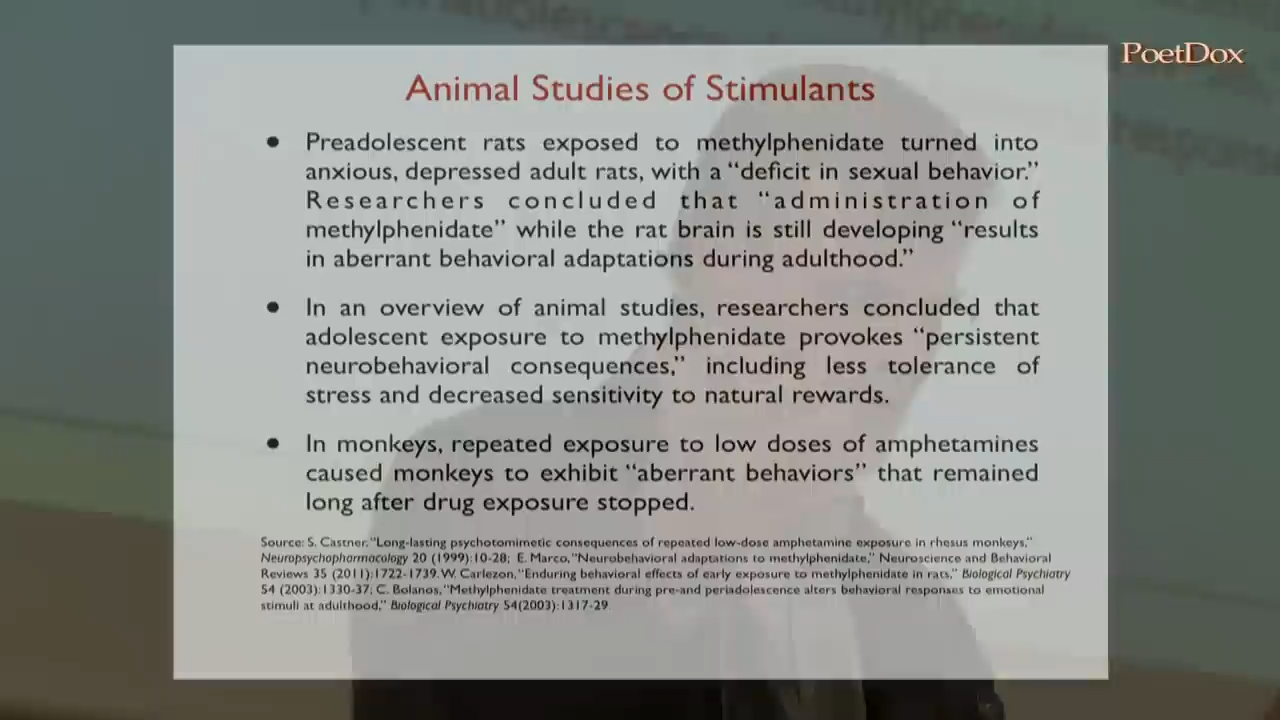 PoetDox
Animal Studies of Stimulants
● Preadolescent rats exposed to methylphenidate turned into
anxious, depressed adult rats, with a “deficit in sexual behavior.”
Researchers concluded that “administration of
methylphenidate” while the rat brain is still developing “results
in aberrant behavioral adaptations during adulthood.”
● In an overview of animal studies, researchers concluded that
adolescent exposure to methylphenidate provokes “persistent
neurobehavioral consequences,” including less tolerance of
stress and decreased sensitivity to natural rewards.
● In monkeys, repeated exposure to low doses of amphetamines
caused monkeys to exhibit “aberrant behaviors” that remained
long after drug exposure stopped.
Source: S. Castner, “Long-lasting psychotomimetic consequences of repeated low-dose amphetamine exposure in rhesus monkeys,”
Neuropsychopharmacology 20 (1999):10-28; E. Marco, “Neurobehavioral adaptations to methylphenidate,” Neuroscience and Behavioral
Reviews 35 (2011):1722-1739. W. Carlezon, “Enduring behavioral effects of early exposure to methylphenidate in rats,” Biological Psychiatry
54 (2003):1330-37; C. Bolanos, “Methylphenidate treatment during pre-and periadolescence alters behavioral responses to emotional
stimuli at adulthood,” Biological Psychiatry 54(2003):1317-29.